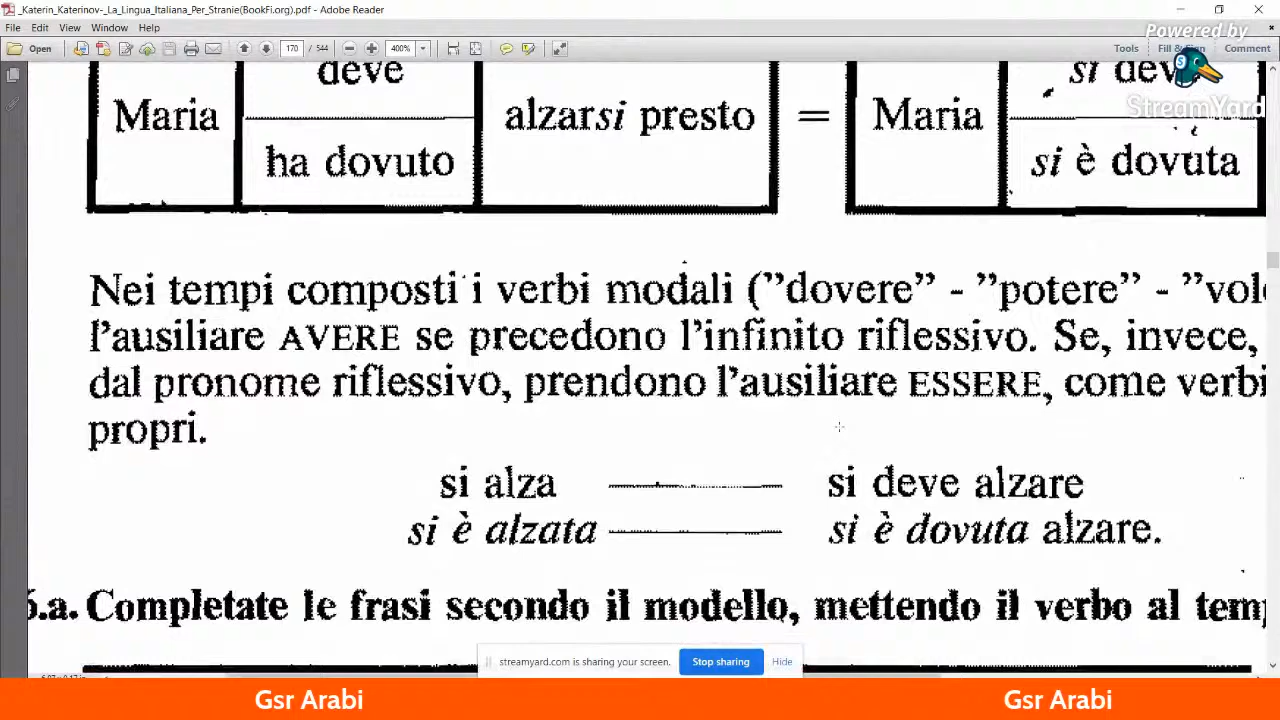 _Katerin_Katerinov-_La_Lingua_Italiana_Per_Stranie(BookFi.org).pdf - Adobe Reader
File Edit View Window Help
Open 170 / 544 400% Tools Fill & Sign Comment
Powered by
StreamYard
deve
Maria alzarsi presto = Maria
ha dovuto
si deve
si è dovuta
Nei tempi composti i verbi modali ("dovere" - "potere" - "vol
l'ausiliare AVERE se precedono l'infinito riflessivo. Se, invece,
dal pronome riflessivo, prendono l'ausiliare ESSERE, come verbi
propri.
si alza si deve alzare
si è alzata si è dovuta alzare.
6.a. Completate le frasi secondo il modello, mettendo il verbo al tem
streamyard.com is sharing your screen. Stop sharing Hide
Gsr Arabi Gsr Arabi